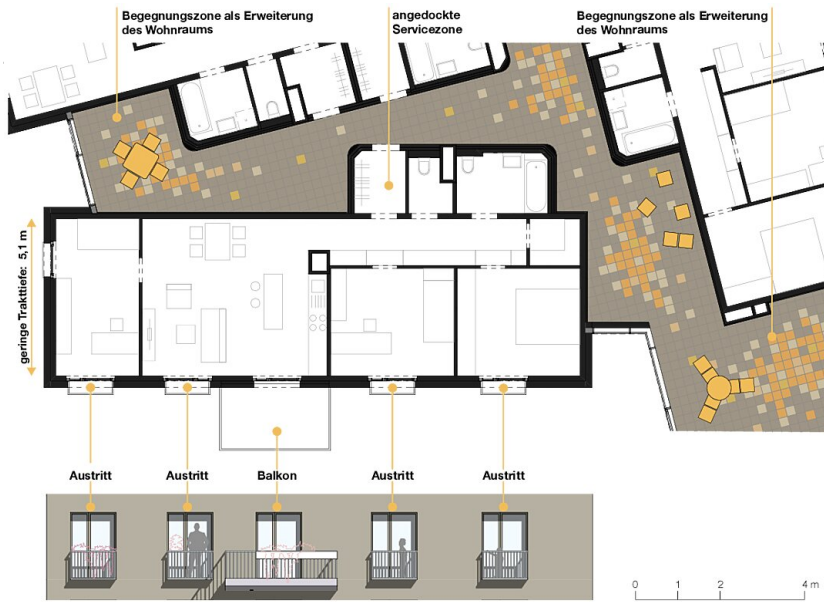 Begegnungszone als Erweiterung
des Wohnraums
angedockte
Servicezone
Begegnungszone als Erweiterung
des Wohnraums
geringe Trakttiefe: 5,1 m
Austritt
Austritt
Balkon
Austritt
Austritt
0 1 2 4 m